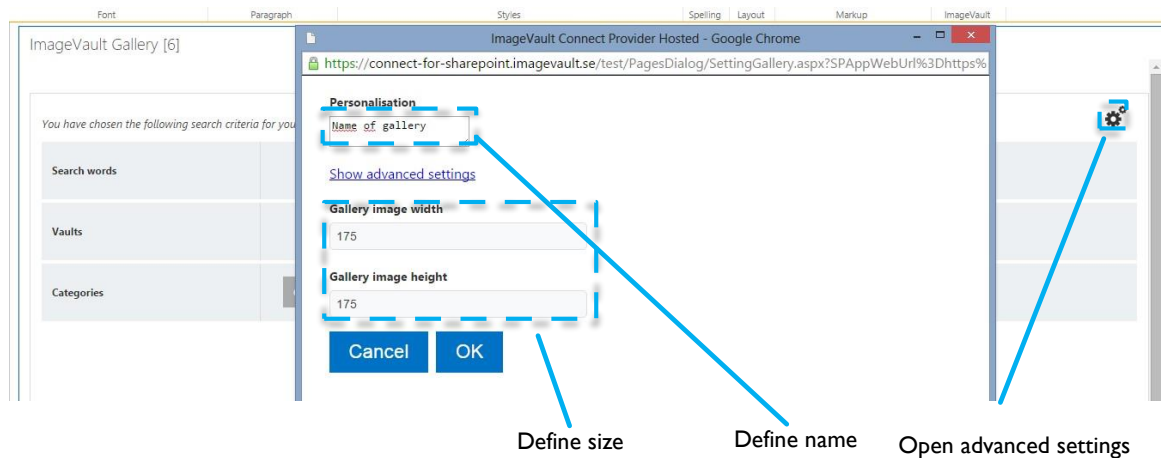 Font Paragraph Styles Spelling Layout Markup ImageVault
ImageVault Gallery [6]
ImageVault Connect Provider Hosted - Google Chrome
https://connect-for-sharepoint.imagevault.se/test/PagesDialog/SettingGallery.aspx?SPAppWebUrl%3Dhttps%
Personalisation
Name of gallery
You have chosen the following search criteria for you
Show advanced settings
Search words
Gallery image width
175
Vaults
Gallery image height
175
Categories
Cancel OK
Define size
Define name
Open advanced settings